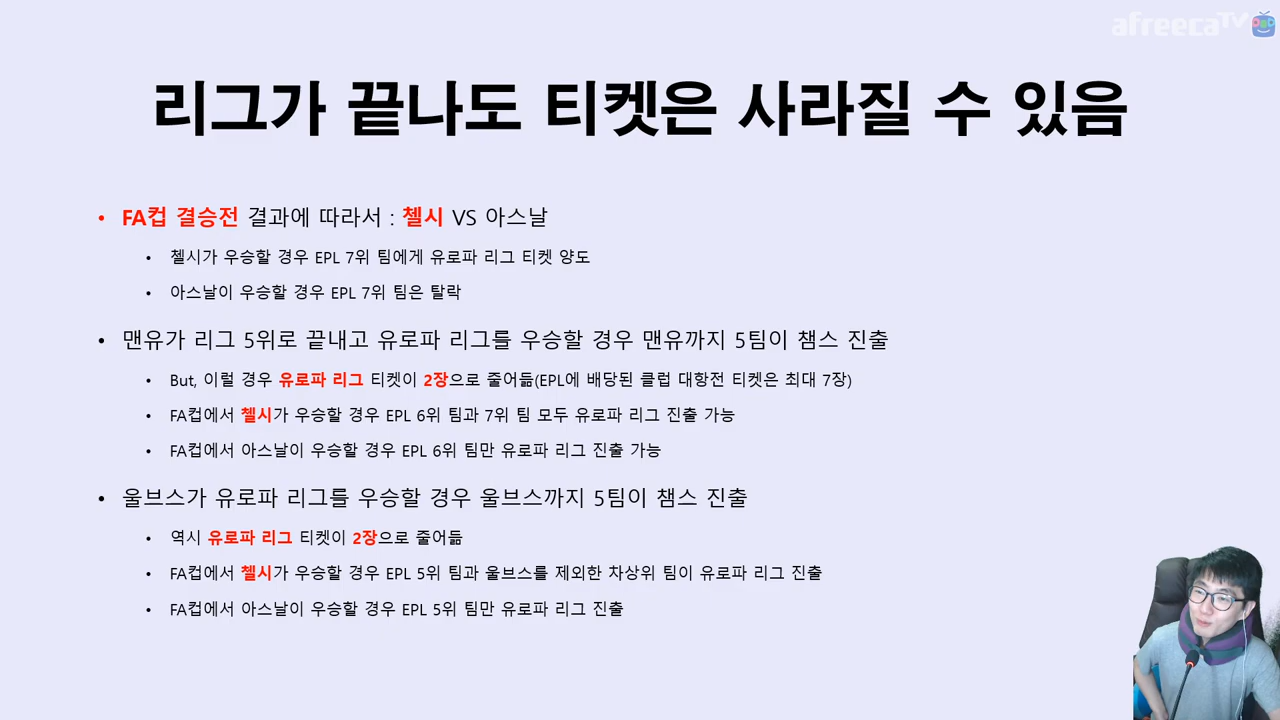 afreecaTV
리그가 끝나도 티켓은 사라질 수 있음
• FA컵 결승전 결과에 따라서 : 첼시 VS 아스날
• 첼시가 우승할 경우 EPL 7위 팀에게 유로파 리그 티켓 양도
• 아스날이 우승할 경우 EPL 7위 팀은 탈락
• 맨유가 리그 5위로 끝내고 유로파 리그를 우승할 경우 맨유까지 5팀이 챔스 진출
• But, 이럴 경우 유로파 리그 티켓이 2장으로 줄어듦(EPL에 배당된 클럽 대항전 티켓은 최대 7장)
• FA컵에서 첼시가 우승할 경우 EPL 6위 팀과 7위 팀 모두 유로파 리그 진출 가능
• FA컵에서 아스날이 우승할 경우 EPL 6위 팀만 유로파 리그 진출 가능
• 울브스가 유로파 리그를 우승할 경우 울브스까지 5팀이 챔스 진출
• 역시 유로파 리그 티켓이 2장으로 줄어듦
• FA컵에서 첼시가 우승할 경우 EPL 5위 팀과 울브스를 제외한 차상위 팀이 유로파 리그 진출
• FA컵에서 아스날이 우승할 경우 EPL 5위 팀만 유로파 리그 진출